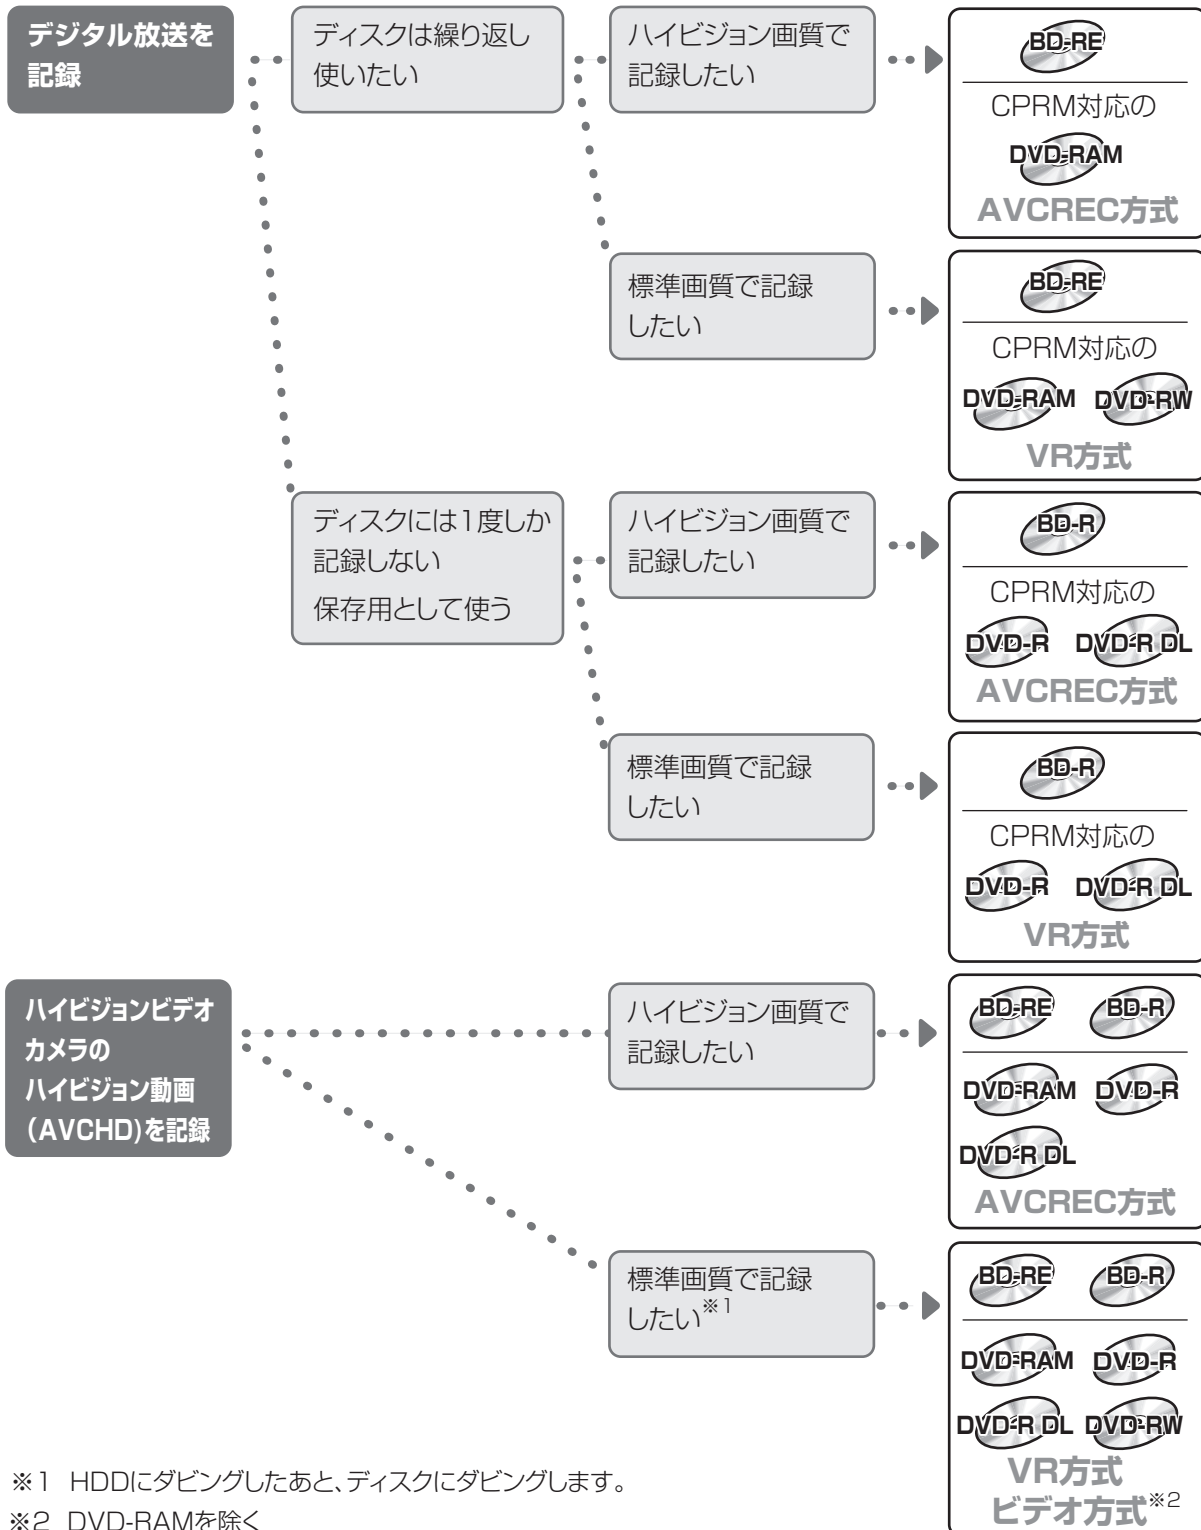 デジタル放送を
記録
ディスクは繰り返し
使いたい
ハイビジョン画質で
記録したい
BD-RE
CPRM対応の
DVD-RAM
AVCREC方式
標準画質で記録
したい
BD-RE
CPRM対応の
DVD-RAM DVD-RW
VR方式
ディスクには1度しか
記録しない
保存用として使う
ハイビジョン画質で
記録したい
BD-R
CPRM対応の
DVD-R DVD-R DL
AVCREC方式
標準画質で記録
したい
BD-R
CPRM対応の
DVD-R DVD-R DL
VR方式
ハイビジョンビデオ
カメラの
ハイビジョン動画
(AVCHD)を記録
ハイビジョン画質で
記録したい
BD-RE BD-R
DVD-RAM DVD-R
DVD-R DL
AVCREC方式
標準画質で記録
したい※1
BD-RE BD-R
DVD-RAM DVD-R
DVD-R DL DVD-RW
VR方式
ビデオ方式※2
※1 HDDにダビングしたあと、ディスクにダビングします。
※2 DVD-RAMを除く